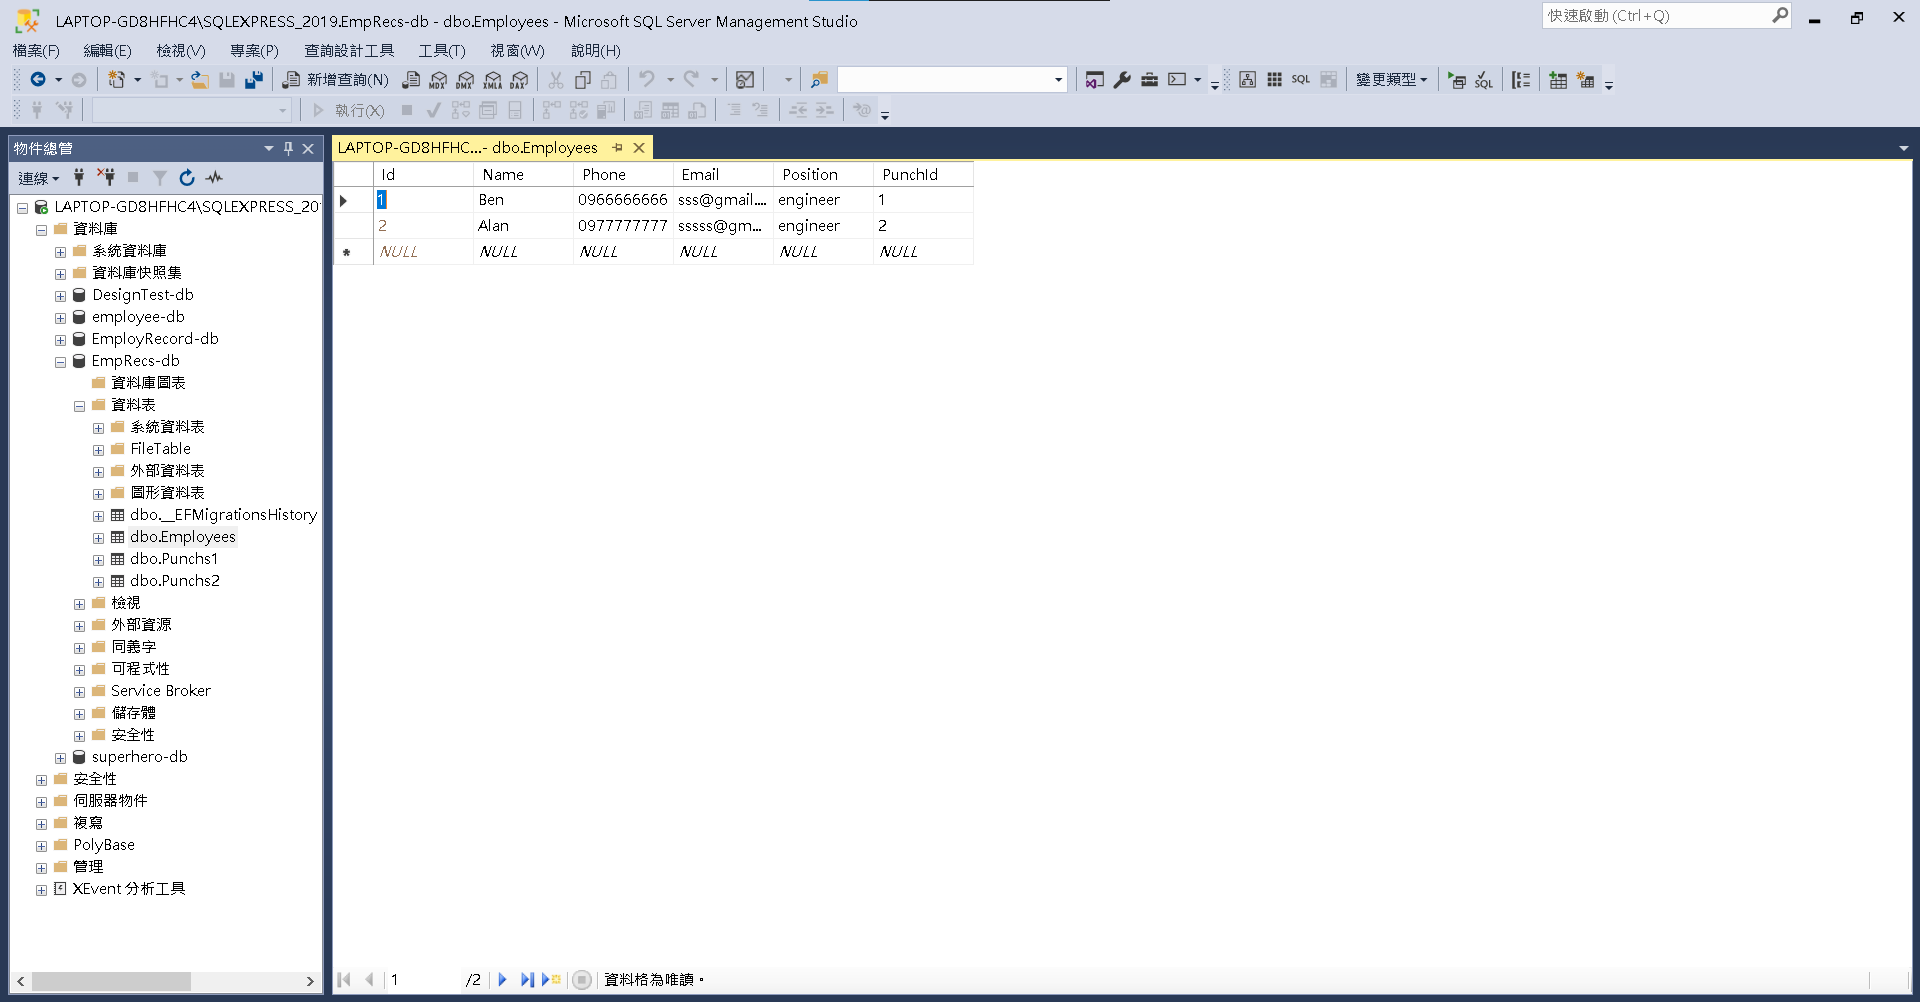 LAPTOP-GD8HFHC4\SQLEXPRESS_2019.EmpRecs-db - dbo.Employees - Microsoft SQL Server Management Studio
快速啟動 (Ctrl+Q)
檔案(F) 編輯(E) 檢視(V) 專案(P) 查詢設計工具 工具(T) 視窗(W) 說明(H)
新增查詢(N) MDX DMX XMLA DAX SQL 變更類型 SQL
執行(X)
物件總管
LAPTOP-GD8HFHC...- dbo.Employees
連線
LAPTOP-GD8HFHC4\SQLEXPRESS_201
資料庫
系統資料庫
資料庫快照集
DesignTest-db
employee-db
EmployRecord-db
EmpRecs-db
資料庫圖表
資料表
系統資料表
FileTable
外部資料表
圖形資料表
dbo.__EFMigrationsHistory
dbo.Employees
dbo.Punchs1
dbo.Punchs2
檢視
外部資源
同義字
可程式性
Service Broker
儲存體
安全性
superhero-db
安全性
伺服器物件
複寫
PolyBase
管理
XEvent 分析工具
Id Name Phone Email Position PunchId
1 Ben 0966666666 sss@gmail.... engineer 1
2 Alan 0977777777 sssss@gm... engineer 2
NULL NULL NULL NULL NULL NULL
1 /2 資料格為唯讀。